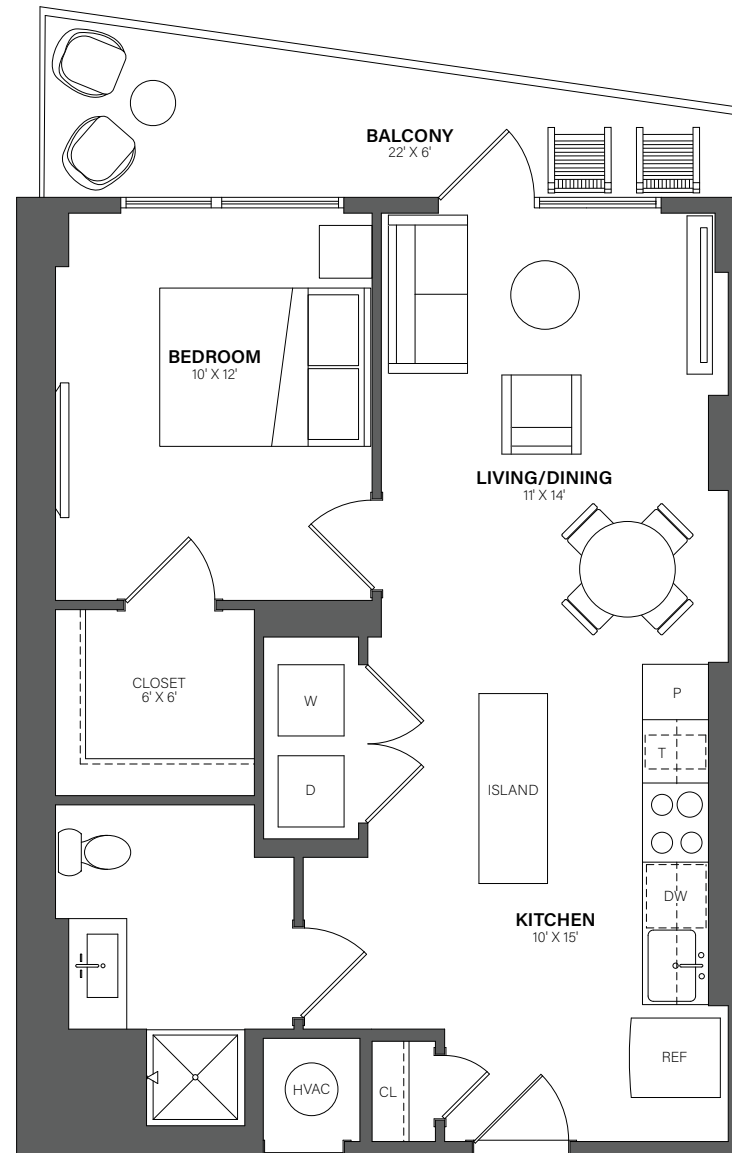 BALCONY
22' X 6'
BEDROOM
10' X 12'
LIVING/DINING
11' X 14'
CLOSET
6' X 6'
W
D
P
T
ISLAND
DW
KITCHEN
10' X 15'
REF
HVAC
CL